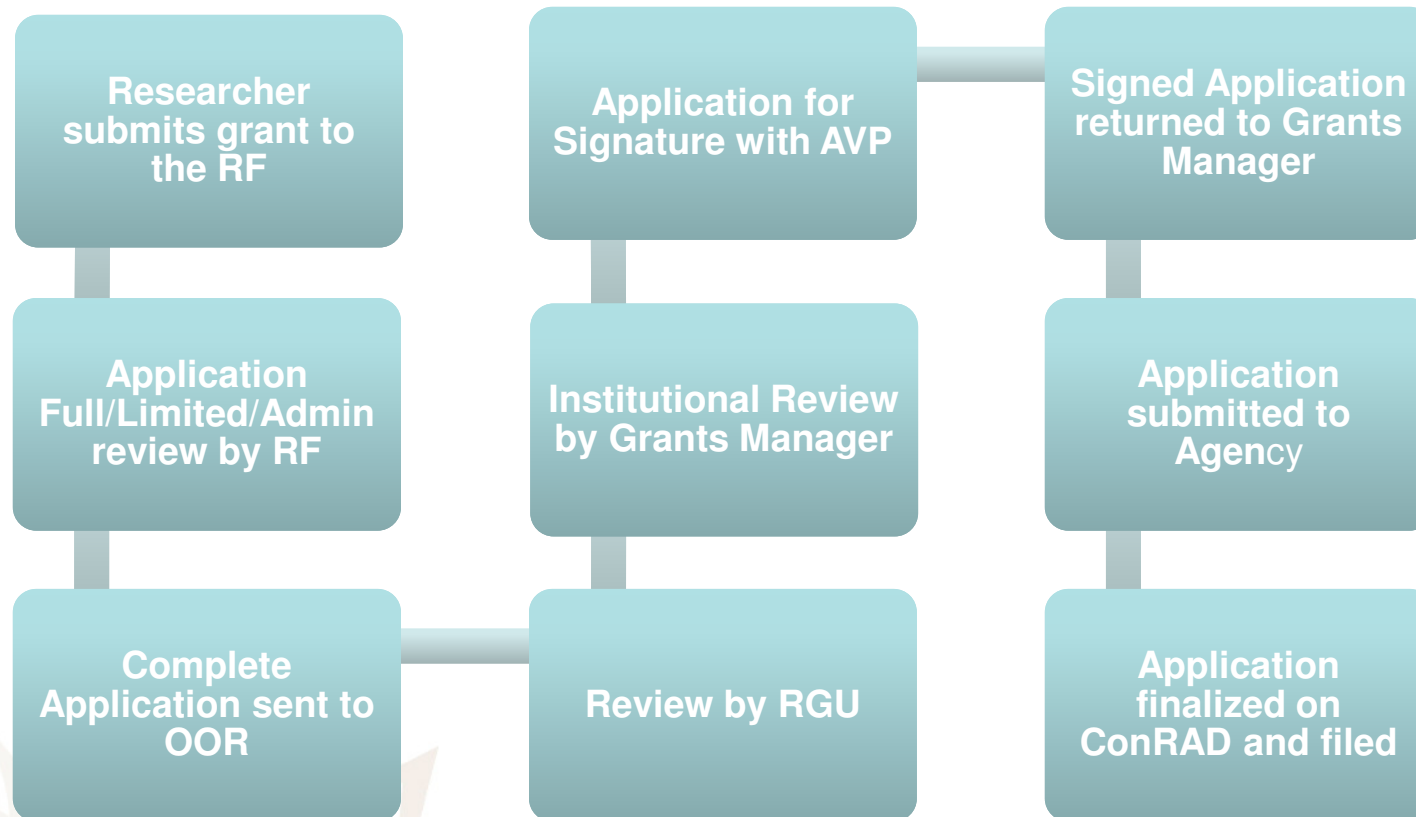 Researcher
submits grant to
the RF
Application
Full/Limited/Admin
review by RF
Complete
Application sent to
OOR
Review by RGU
Institutional Review
by Grants Manager
Application for
Signature with AVP
Signed Application
returned to Grants
Manager
Application
submitted to
Agency
Application
finalized on
ConRAD and filed